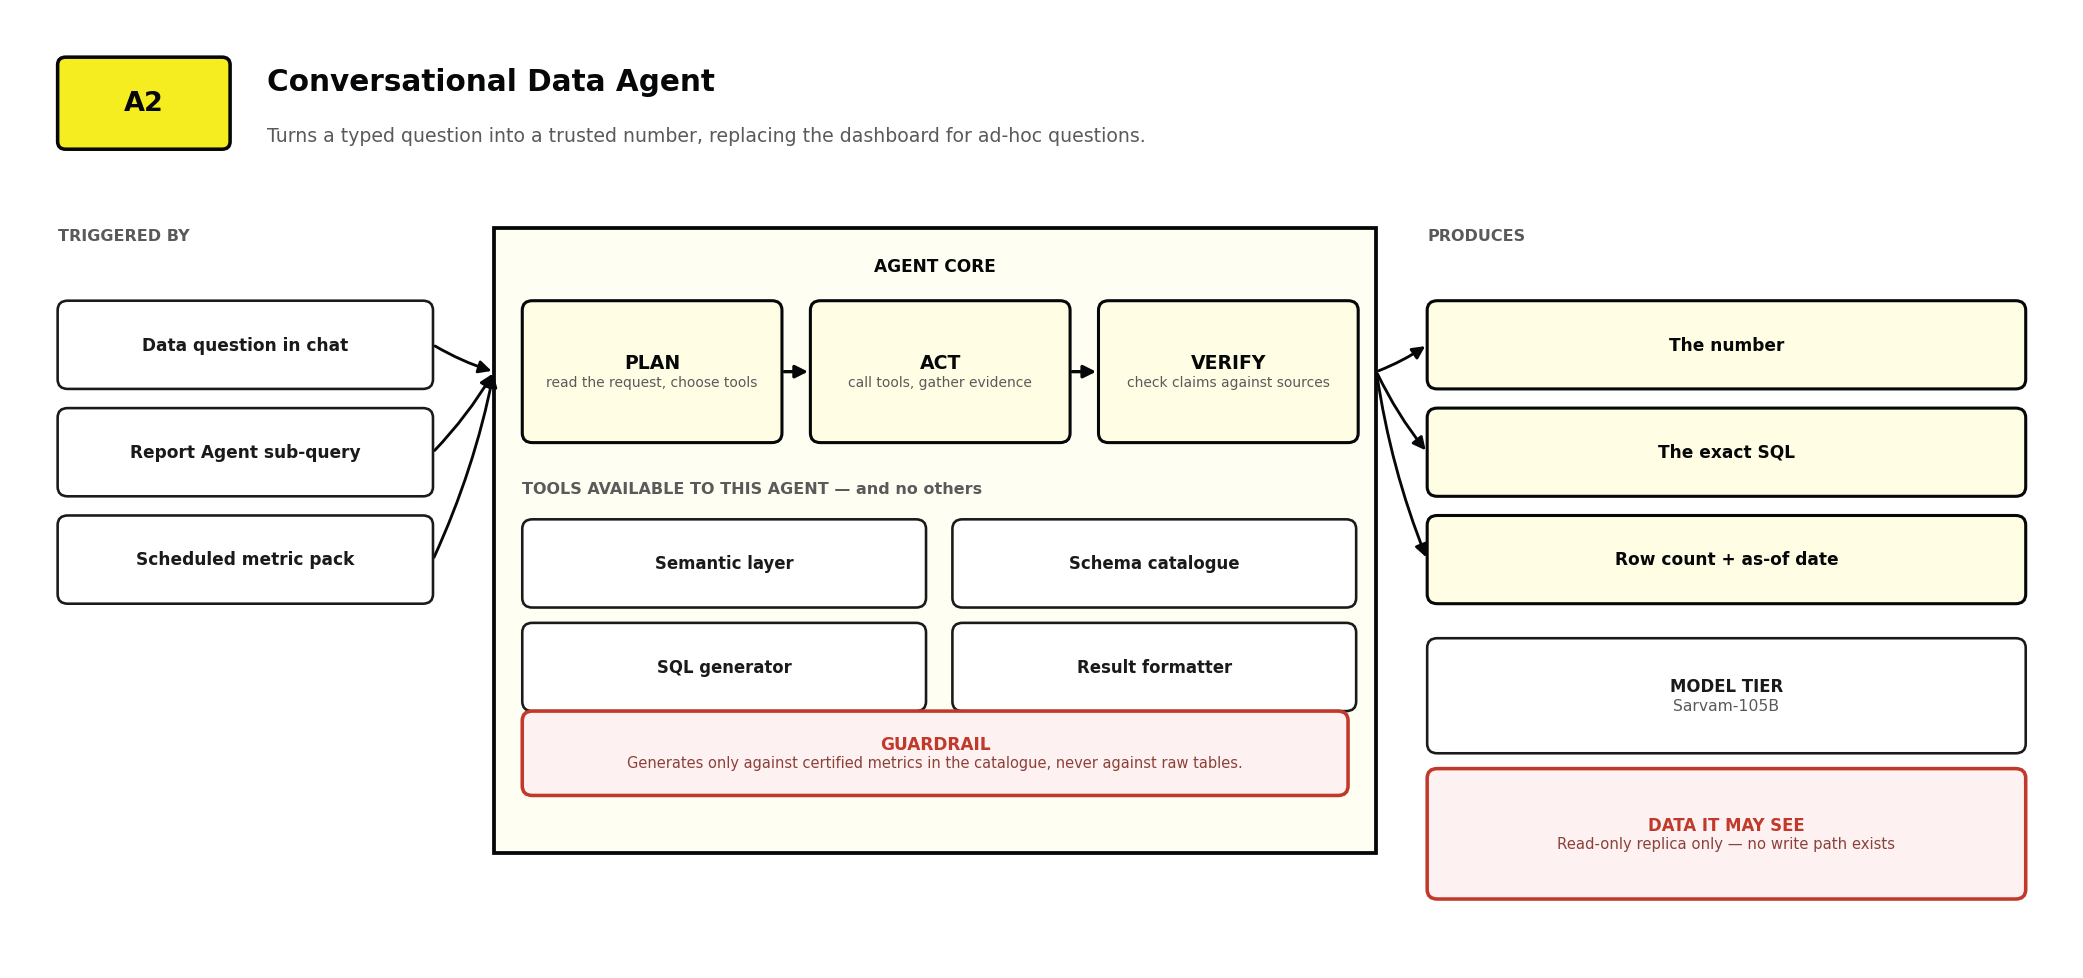 A2
Conversational Data Agent
Turns a typed question into a trusted number, replacing the dashboard for ad-hoc questions.
TRIGGERED BY
Data question in chat
Report Agent sub-query
Scheduled metric pack
AGENT CORE
PLAN
read the request, choose tools
ACT
call tools, gather evidence
VERIFY
check claims against sources
TOOLS AVAILABLE TO THIS AGENT — and no others
Semantic layer
Schema catalogue
SQL generator
Result formatter
GUARDRAIL
Generates only against certified metrics in the catalogue, never against raw tables.
PRODUCES
The number
The exact SQL
Row count + as-of date
MODEL TIER
Sarvam-105B
DATA IT MAY SEE
Read-only replica only — no write path exists